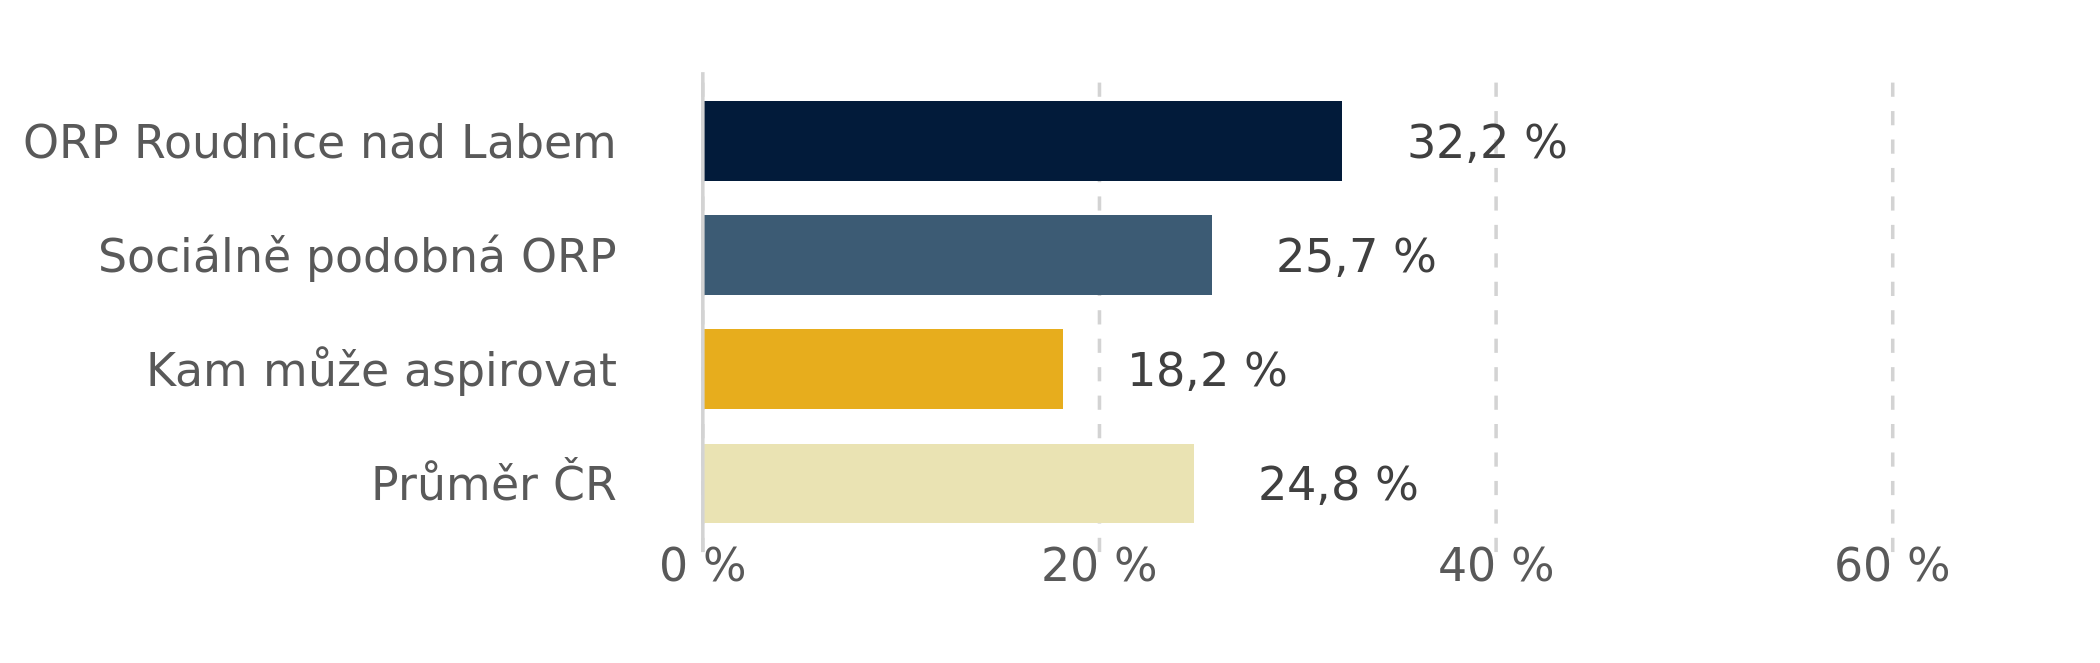 ORP Roudnice nad Labem 32,2 %
Sociálně podobná ORP 25,7 %
Kam může aspirovat 18,2 %
Průměr ČR 24,8 %
0 % 20 % 40 % 60 %